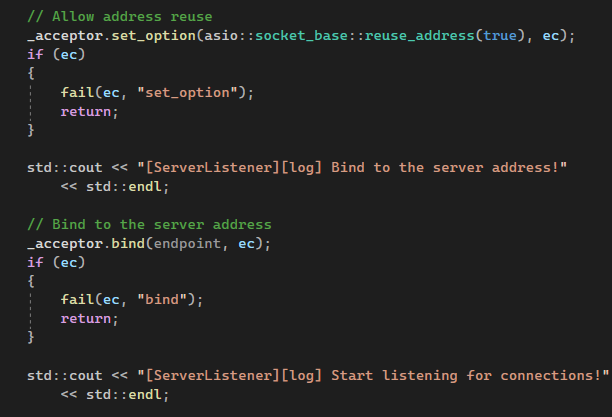 // Allow address reuse
_acceptor.set_option(asio::socket_base::reuse_address(true), ec);
if (ec)
{
    fail(ec, "set_option");
    return;
}

std::cout << "[ServerListener][log] Bind to the server address!"
    << std::endl;

// Bind to the server address
_acceptor.bind(endpoint, ec);
if (ec)
{
    fail(ec, "bind");
    return;
}

std::cout << "[ServerListener][log] Start listening for connections!"
    << std::endl;